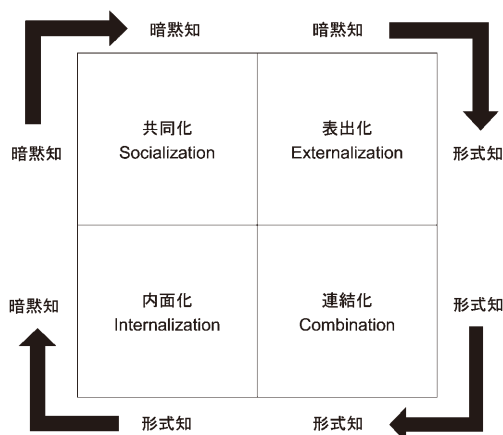 暗黙知
暗黙知
暗黙知
共同化
Socialization
表出化
Externalization
形式知
暗黙知
内面化
Internalization
連結化
Combination
形式知
形式知
形式知